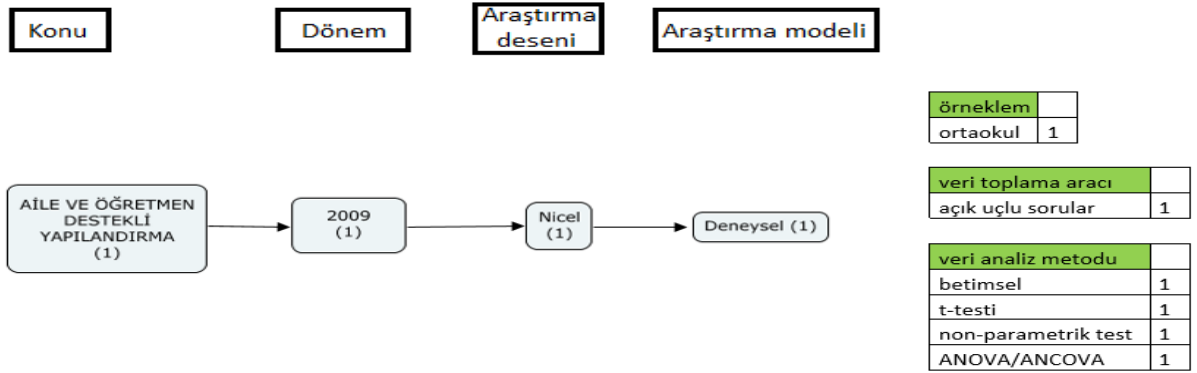 Konu
Dönem
Araştırma
deseni
Araştırma modeli
AİLE VE ÖĞRETMEN
DESTEKLİ
YAPILANDIRMA
(1)
2009
(1)
Nicel
(1)
Deneysel (1)
örneklem
ortaokul 1
veri toplama aracı
açık uçlu sorular 1
veri analiz metodu
betimsel 1
t-testi 1
non-parametrik test 1
ANOVA/ANCOVA 1